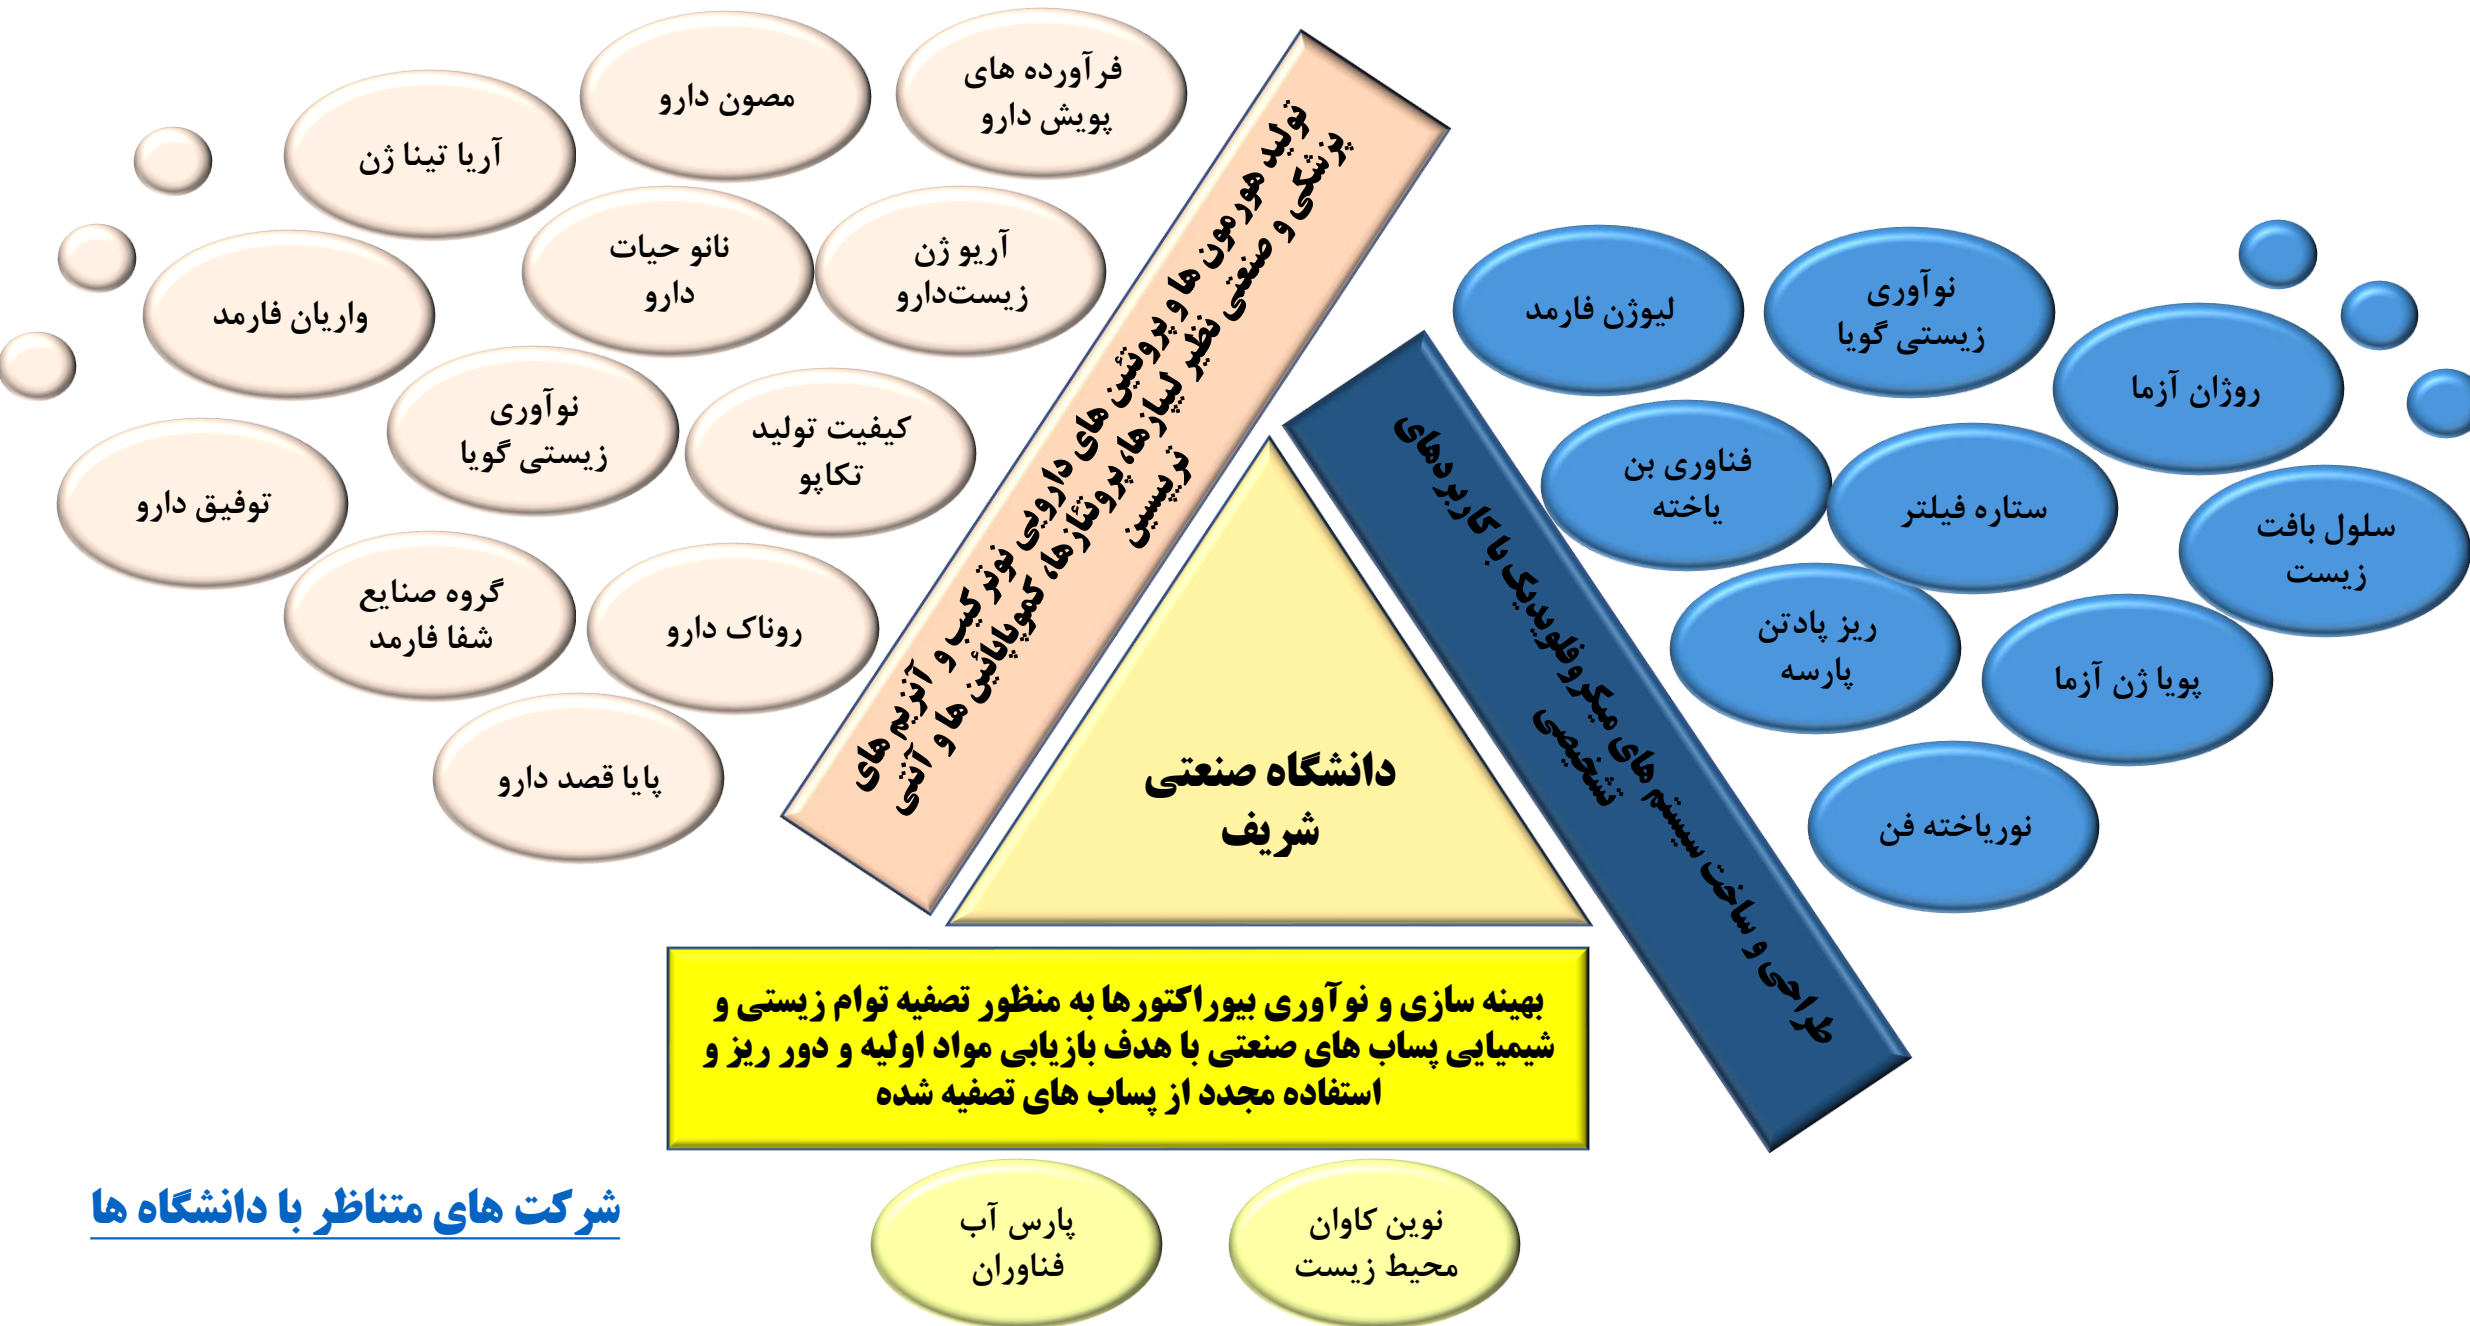 فرآورده های
پویش دارو
مصون دارو
آریا تینا ژن
آریو ژن
زیست‌دارو
نانو حیات
دارو
واریان فارمد
کیفیت تولید
تکاپو
نوآوری
زیستی گویا
توفیق دارو
روناک دارو
گروه صنایع
شفا فارمد
پایا قصد دارو
تولید هورمون ها و پروتئین های دارویی نوترکیب و آنزیم های
پزشکی و صنعتی نظیر لیپازها، پروتئازها، کموپاپائین ها و آنتی
تریپسین
نوآوری
زیستی گویا
لیوژن فارمد
روژان آزما
فناوری بن
یاخته
ستاره فیلتر
سلول بافت
زیست
ریز پادتن
پارسه
پویا ژن آزما
نوریاخته فن
طراحی و ساخت سیستم های میکروفلویدیک با کاربردهای
تشخیصی
دانشگاه صنعتی
شریف
بهینه سازی و نوآوری بیوراکتورها به منظور تصفیه توام زیستی و
شیمیایی پساب های صنعتی با هدف بازیابی مواد اولیه و دور ریز و
استفاده مجدد از پساب های تصفیه شده
نوین کاوان
محیط زیست
پارس آب
فناوران
شرکت های متناظر با دانشگاه ها